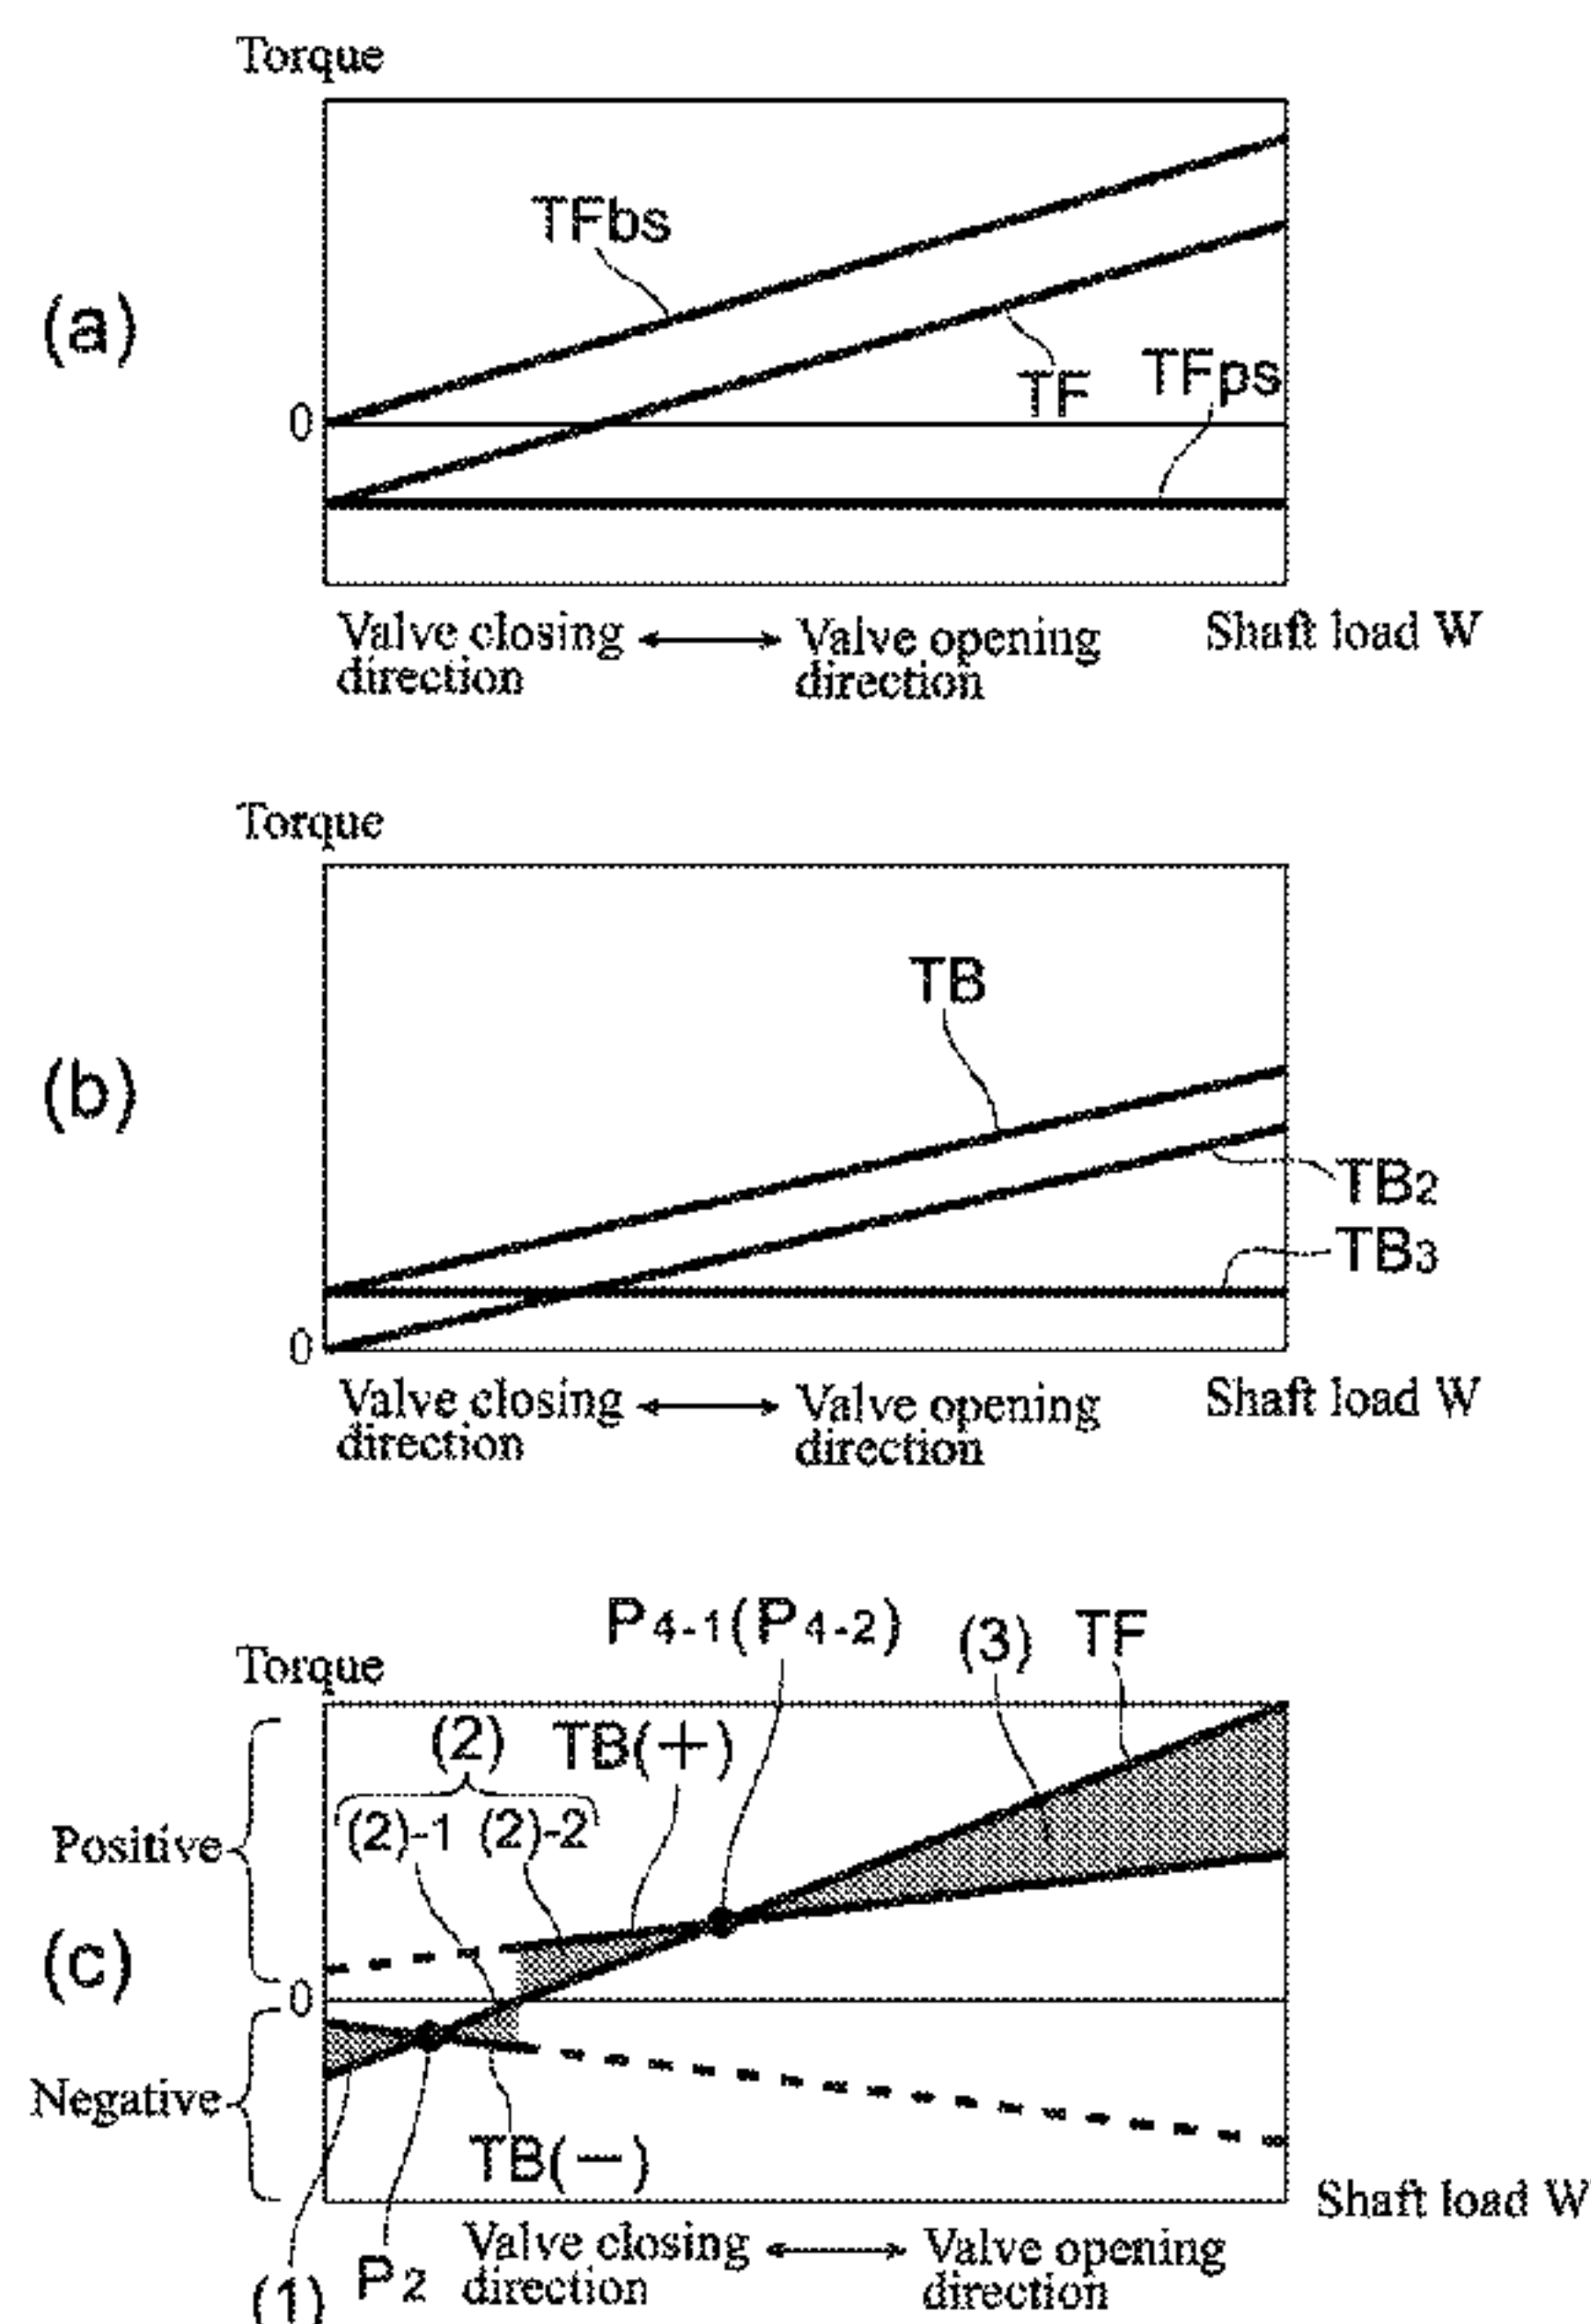 Torque
TFbs
(a)
TF
TFps
0
Valve closing direction
Valve opening direction
Shaft load W
Torque
TB
(b)
TB2
TB3
0
Valve closing direction
Valve opening direction
Shaft load W
P4-1(P4-2)
(3)
TF
Torque
(2)
TB(+)
(2)-1
(2)-2
Positive
(c)
0
Negative
TB(−)
Shaft load W
(1)
P2
Valve closing direction
Valve opening direction